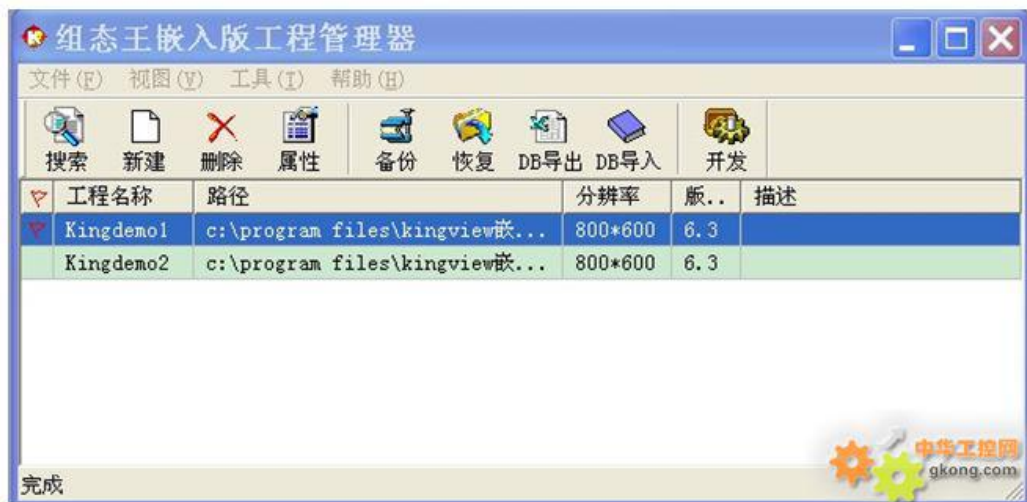 组态王嵌入版工程管理器
文件(F) 视图(V) 工具(T) 帮助(H)
搜索 新建 删除 属性 备份 恢复 DB导出 DB导入 开发
工程名称 路径 分辨率 版.. 描述
Kingdemo1 c:\program files\kingview嵌... 800*600 6.3
Kingdemo2 c:\program files\kingview嵌... 800*600 6.3
中华工控网
gkong.com
完成